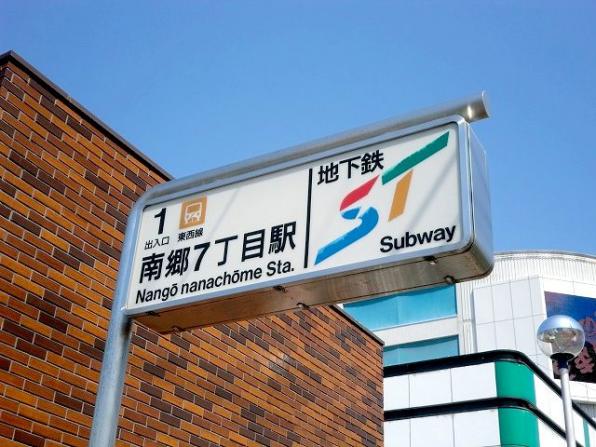 1
出入口 東西線
南郷7丁目駅
Nangō nanachōme Sta.
地下鉄
ST
Subway